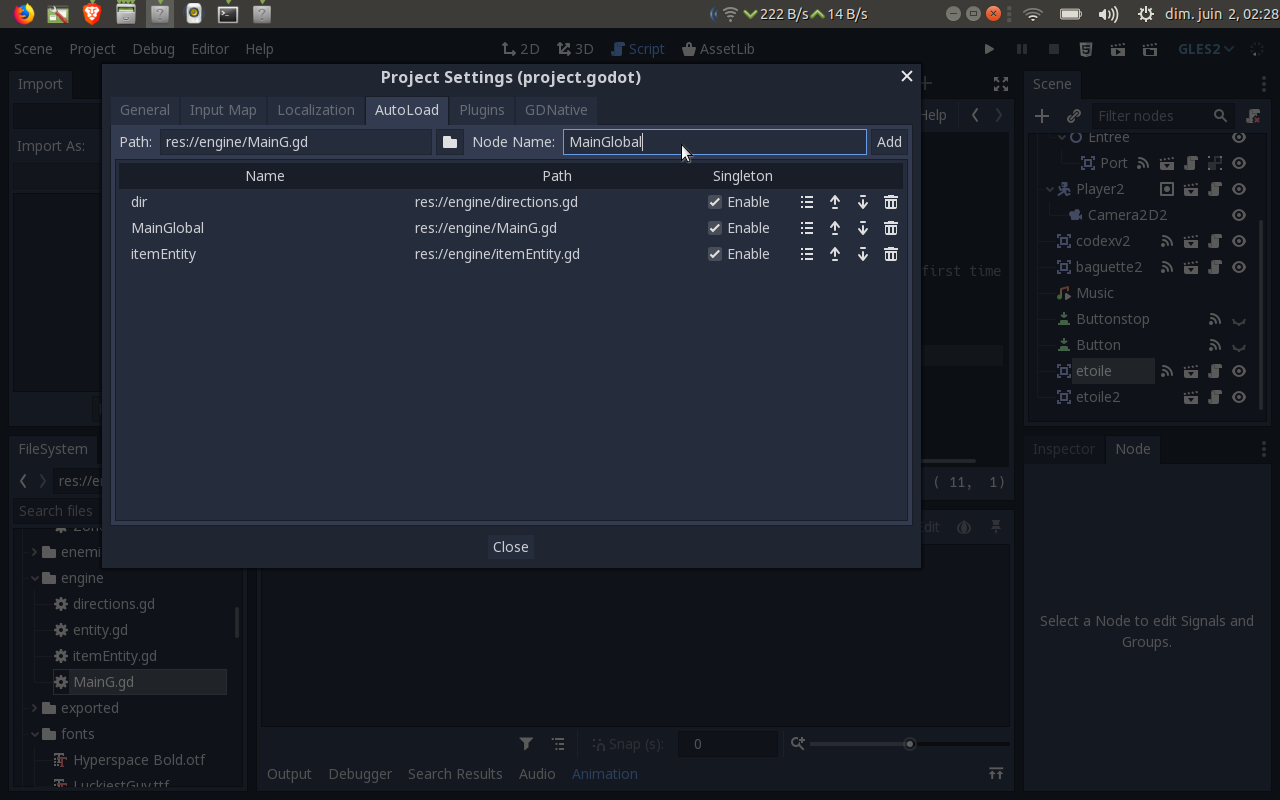 222 B/s 14 B/s dim. juin 2, 02:28
Scene Project Debug Editor Help 2D 3D Script AssetLib GLES2
Import
Import As:
Project Settings (project.godot)
General Input Map Localization AutoLoad Plugins GDNative
Path: res://engine/MainG.gd Node Name: MainGlobal Add
Name Path Singleton
dir res://engine/directions.gd Enable
MainGlobal res://engine/MainG.gd Enable
itemEntity res://engine/itemEntity.gd Enable
Close
Help
first time
( 11, 1)
Scene
Filter nodes
Entree
Port
Player2
Camera2D2
codexv2
baguette2
Music
Buttonstop
Button
etoile
etoile2
Inspector Node
Select a Node to edit Signals and
Groups.
FileSystem
res://e
Search files
enemi
engine
directions.gd
entity.gd
itemEntity.gd
MainG.gd
exported
fonts
Hyperspace Bold.otf
LuckiestGuy.ttf
Snap (s): 0
Output Debugger Search Results Audio Animation